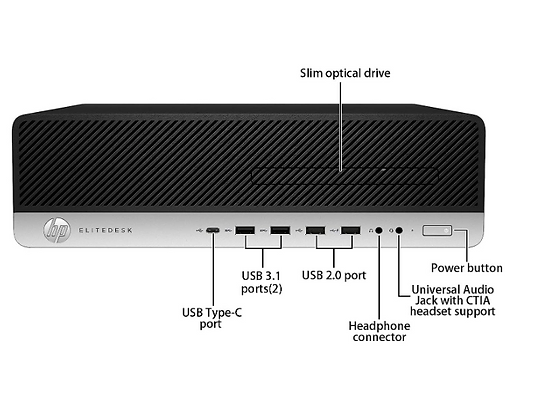 Slim optical drive
hp
ELITEDESK
Power button
USB 3.1
ports(2)
USB 2.0 port
Universal Audio
Jack with CTIA
headset support
USB Type-C
port
Headphone
connector